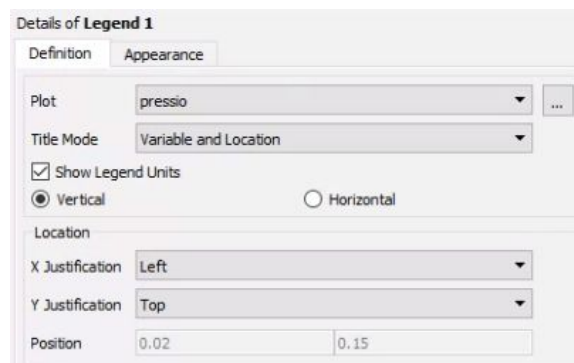 Details of Legend 1
Definition Appearance
Plot pressio ...
Title Mode Variable and Location
Show Legend Units
Vertical Horizontal
Location
X Justification Left
Y Justification Top
Position 0.02 0.15